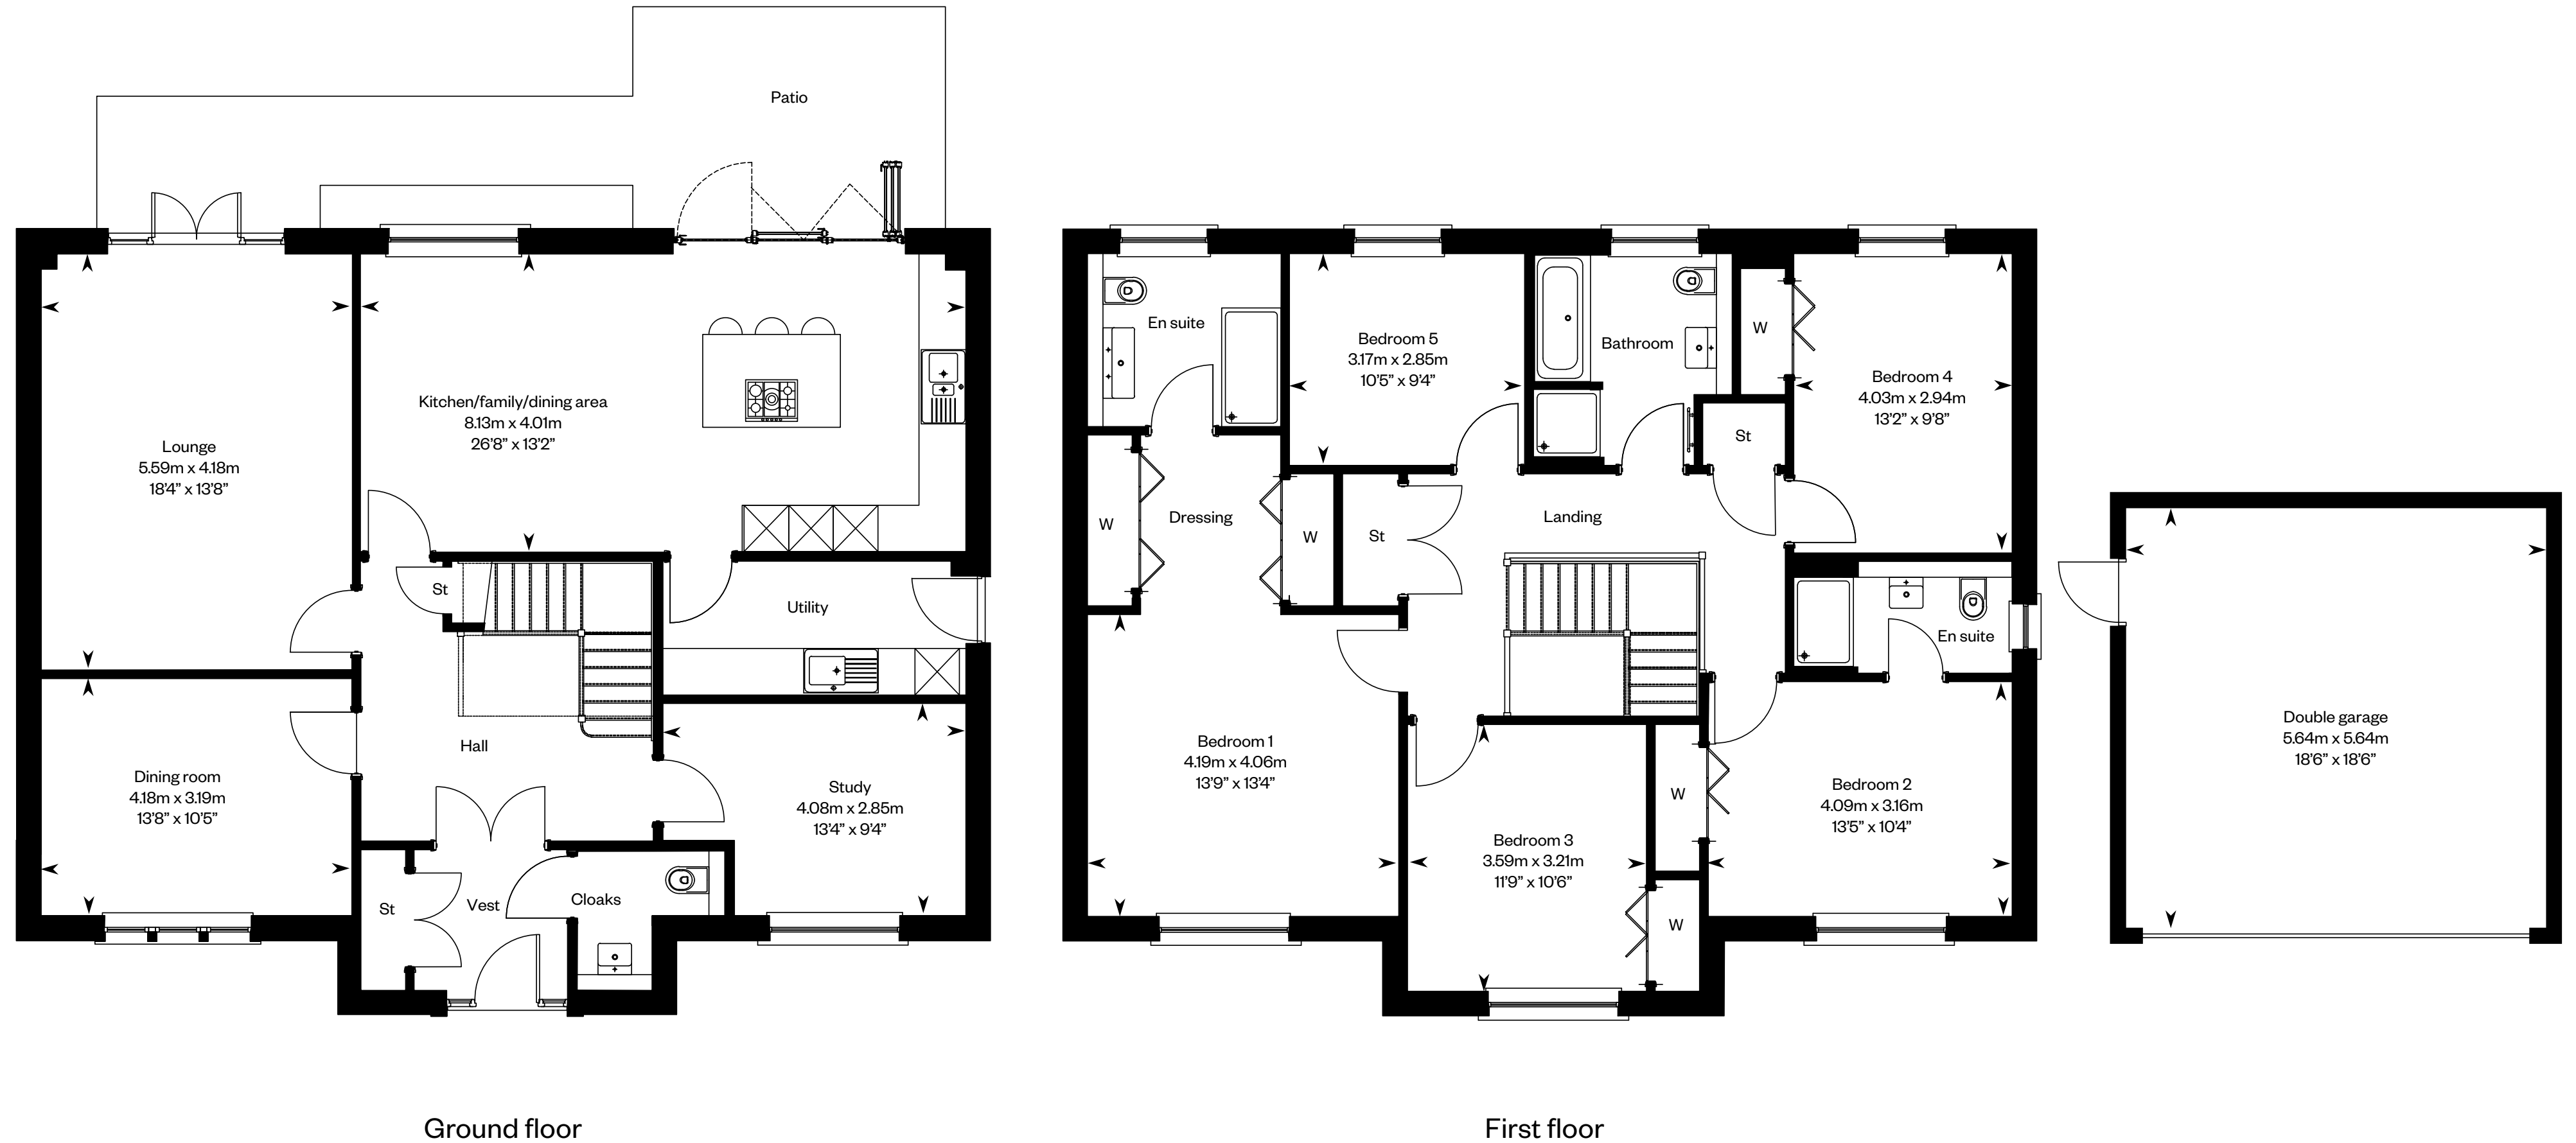 Patio
Lounge
5.59m x 4.18m
18’4” x 13’8”
Kitchen/family/dining area
8.13m x 4.01m
26’8” x 13’2”
St
Utility
Hall
Dining room
4.18m x 3.19m
13’8” x 10’5”
Study
4.08m x 2.85m
13’4” x 9’4”
St
Vest
Cloaks
Ground floor
En suite
Bedroom 5
3.17m x 2.85m
10’5” x 9’4”
Bathroom
W
Bedroom 4
4.03m x 2.94m
13’2” x 9’8”
St
W
Dressing
W
St
Landing
En suite
Bedroom 1
4.19m x 4.06m
13’9” x 13’4”
Bedroom 3
3.59m x 3.21m
11’9” x 10’6”
W
W
Bedroom 2
4.09m x 3.16m
13’5” x 10’4”
First floor
Double garage
5.64m x 5.64m
18’6” x 18’6”